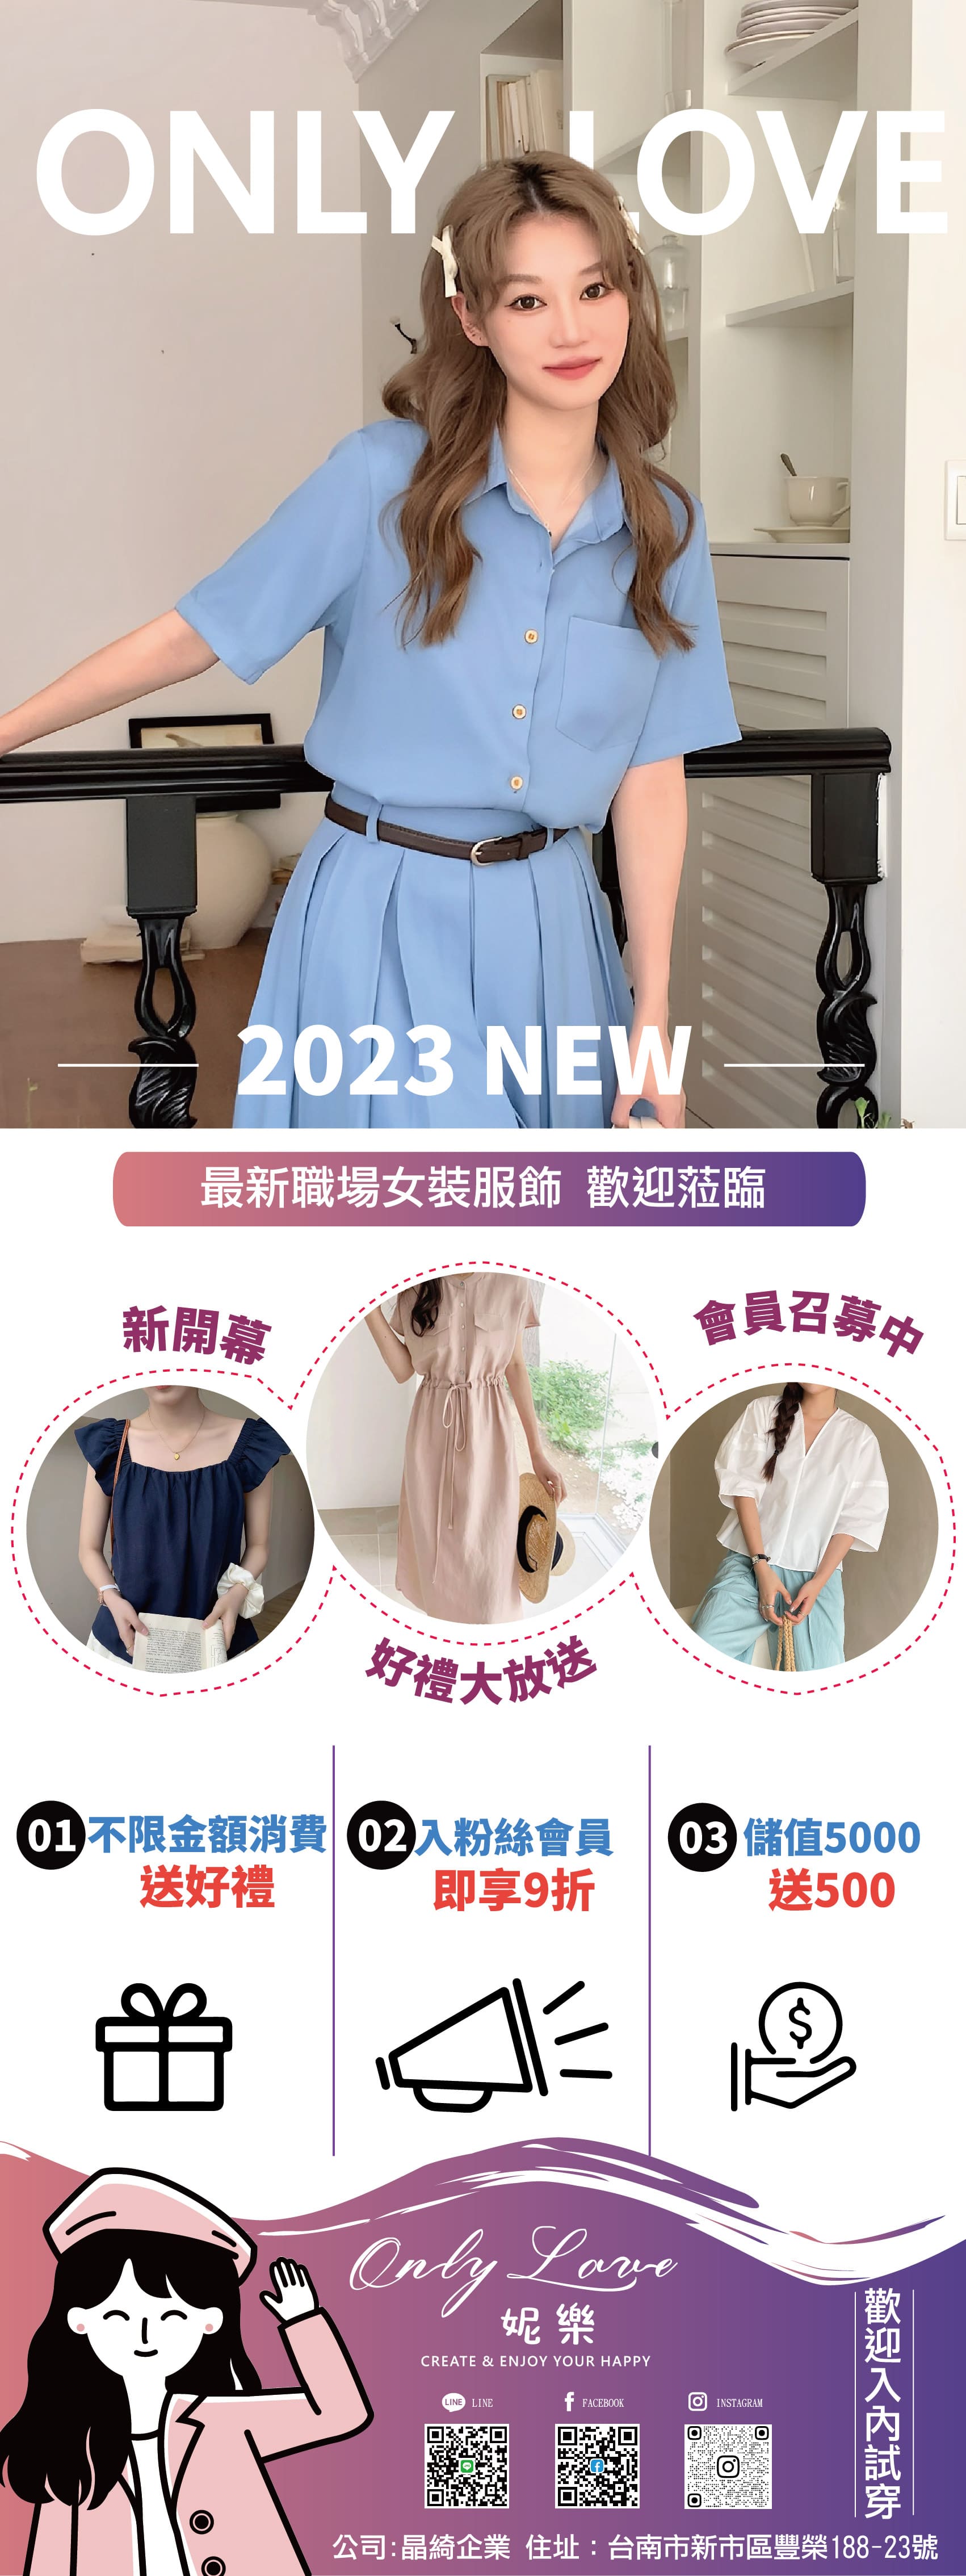 ONLY LOVE
2023 NEW
最新職場女裝服飾 歡迎蒞臨
新開幕
會員召募中
好禮大放送
01 不限金額消費
送好禮
02 入粉絲會員
即享9折
03 儲值5000
送500
$
Only Love
妮樂
CREATE & ENJOY YOUR HAPPY
LINE LINE
FACEBOOK
INSTAGRAM
歡迎入內試穿
公司:晶綺企業 住址：台南市新市區豐榮188-23號